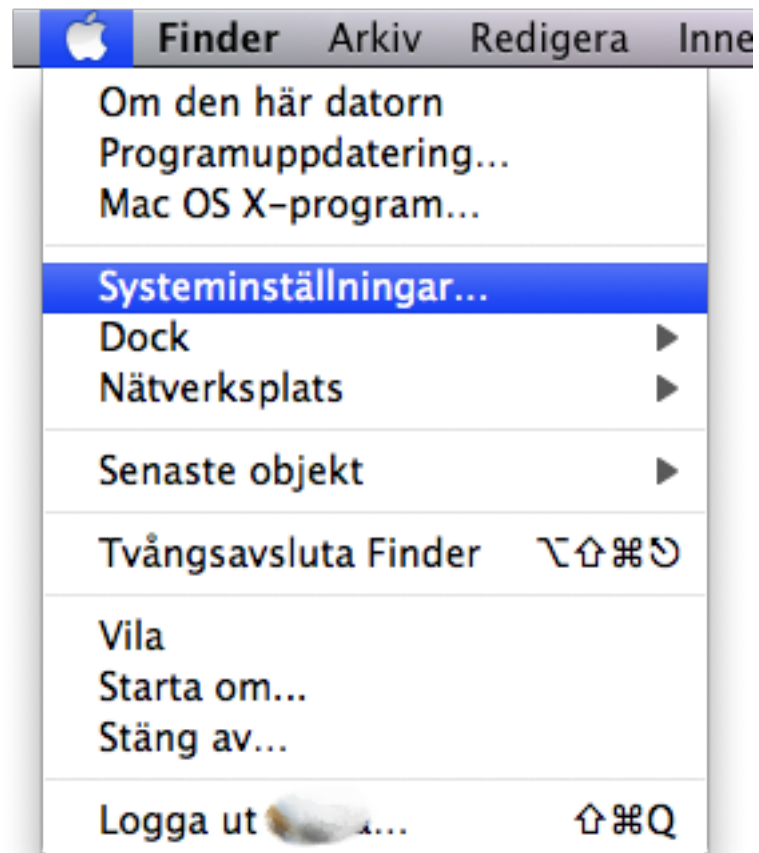 Finder Arkiv Redigera Inne
Om den här datorn
Programuppdatering...
Mac OS X-program...
Systeminställningar...
Dock ▶
Nätverksplats ▶
Senaste objekt ▶
Tvångsavsluta Finder ⌥⇧⌘⎋
Vila
Starta om...
Stäng av...
Logga ut ... ⇧⌘Q